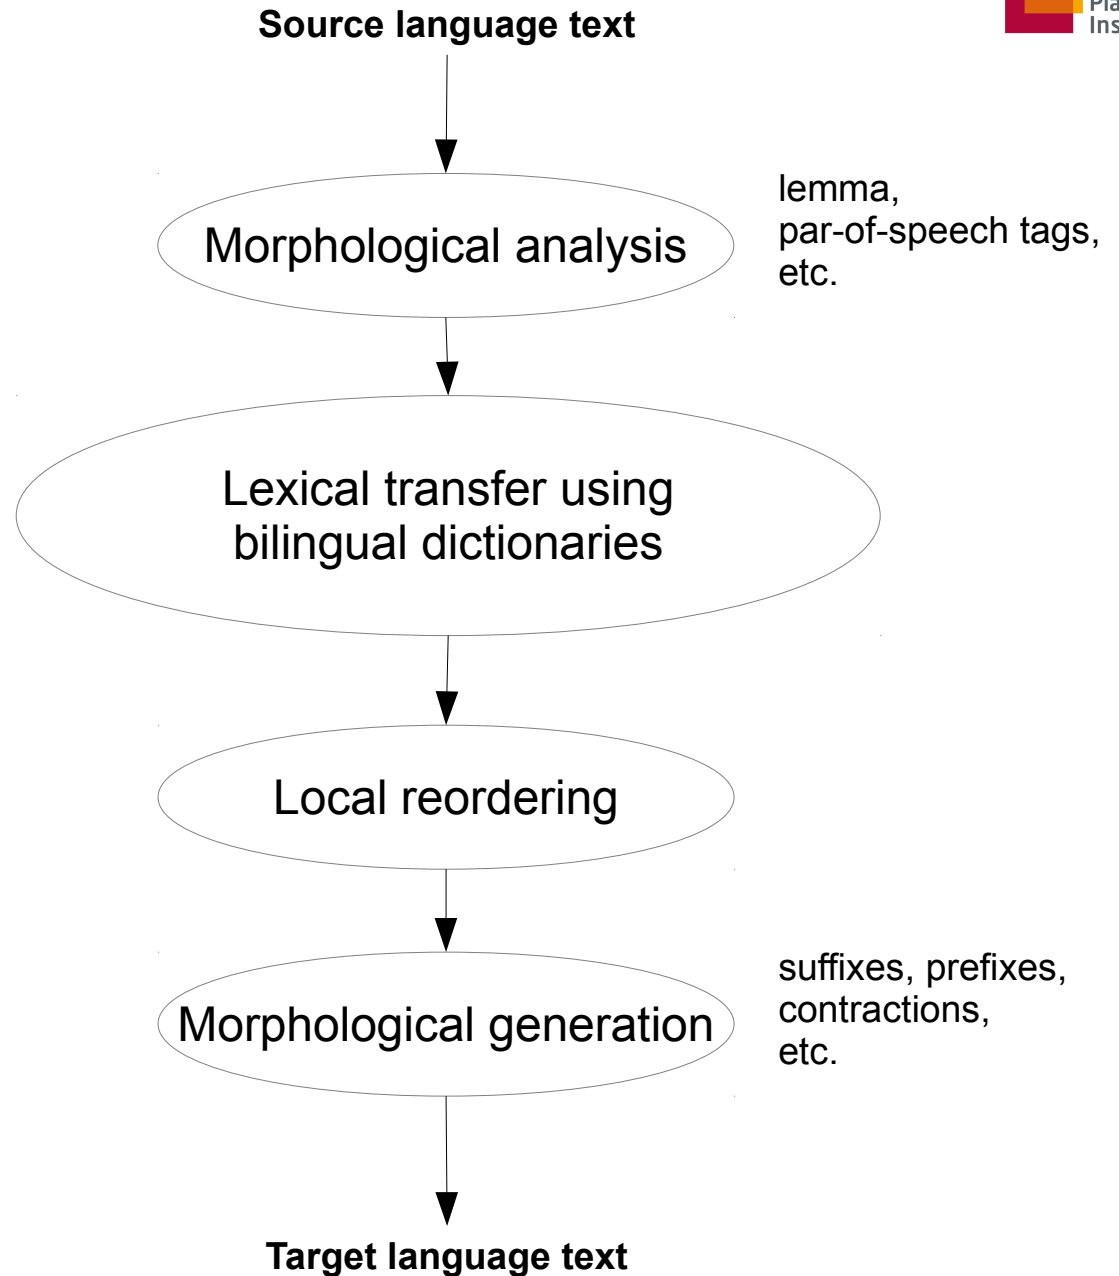 Source language text
Morphological analysis
lemma,
par-of-speech tags,
etc.
Lexical transfer using
bilingual dictionaries
Local reordering
Morphological generation
suffixes, prefixes,
contractions,
etc.
Target language text